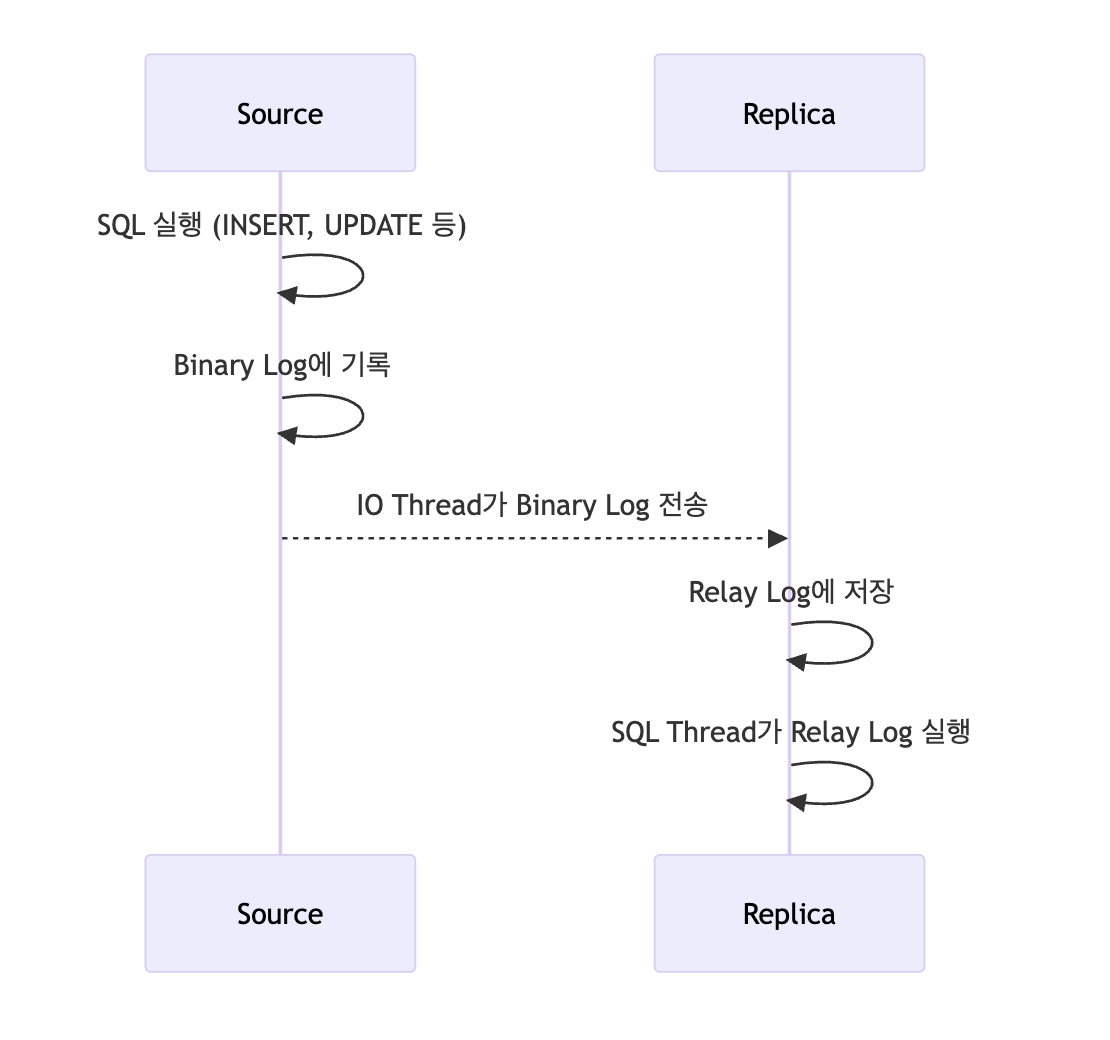 Source
Replica
SQL 실행 (INSERT, UPDATE 등)
Binary Log에 기록
IO Thread가 Binary Log 전송
Relay Log에 저장
SQL Thread가 Relay Log 실행
Source
Replica